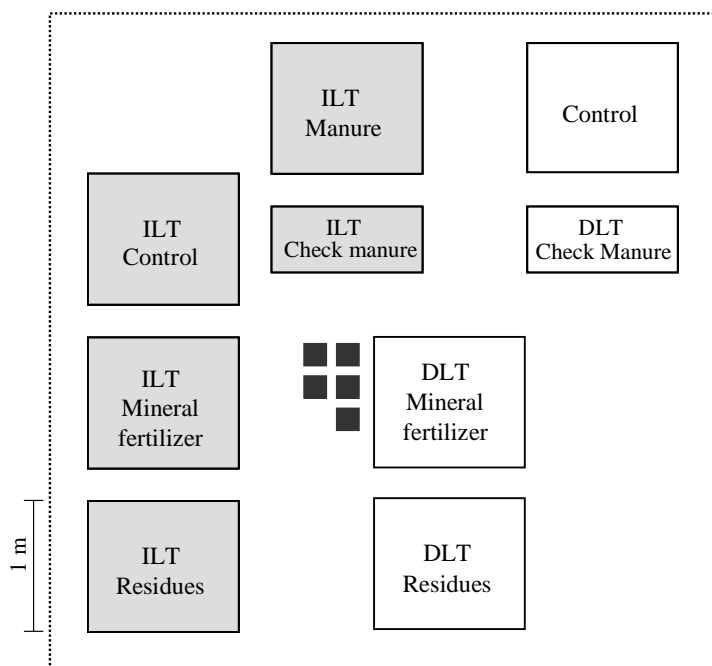 ILT
Manure
Control
ILT
Control
ILT
Check manure
DLT
Check Manure
ILT
Mineral
fertilizer
DLT
Mineral
fertilizer
1 m
ILT
Residues
DLT
Residues